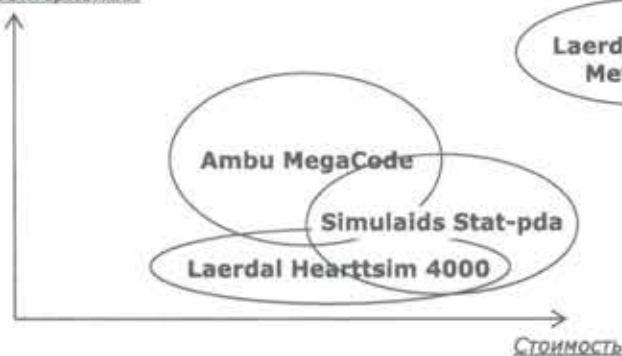 Laerd
Me
Ambu MegaCode
Simulaids Stat-pda
Laerdal Hearttsim 4000
Стоимость